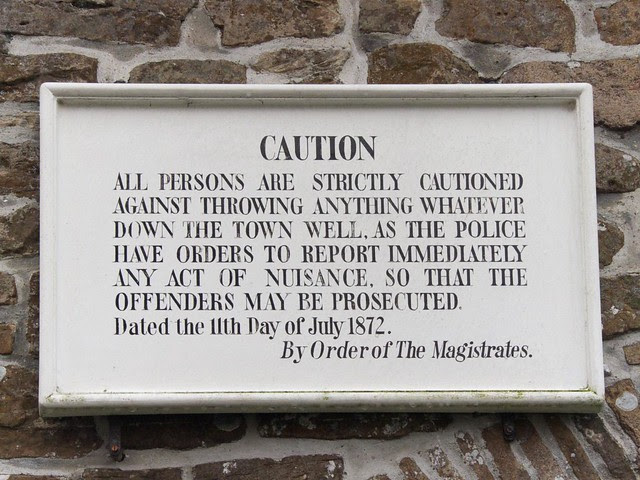 CAUTION
ALL PERSONS ARE STRICTLY CAUTIONED
AGAINST THROWING ANYTHING WHATEVER
DOWN THE TOWN WELL, AS THE POLICE
HAVE ORDERS TO REPORT IMMEDIATELY
ANY ACT OF NUISANCE, SO THAT THE
OFFENDERS MAY BE PROSECUTED.
Dated the 11th Day of July 1872.
By Order of The Magistrates.